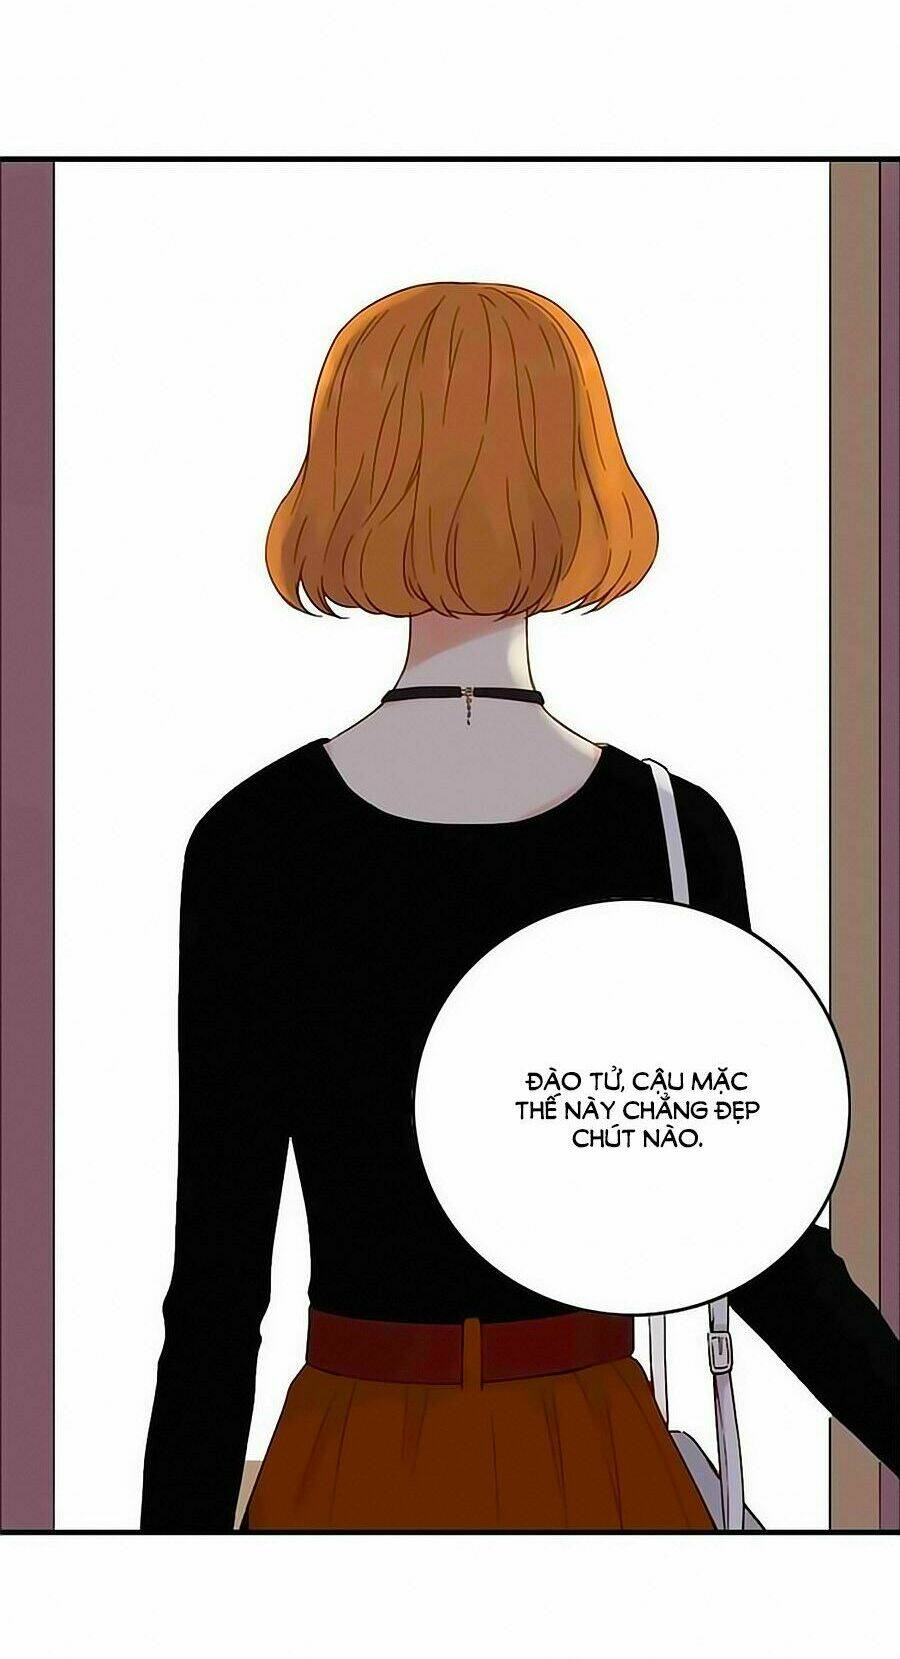 ĐÀO TỬ, CẬU MẶC
THẾ NÀY CHẲNG ĐẸP
CHÚT NÀO.